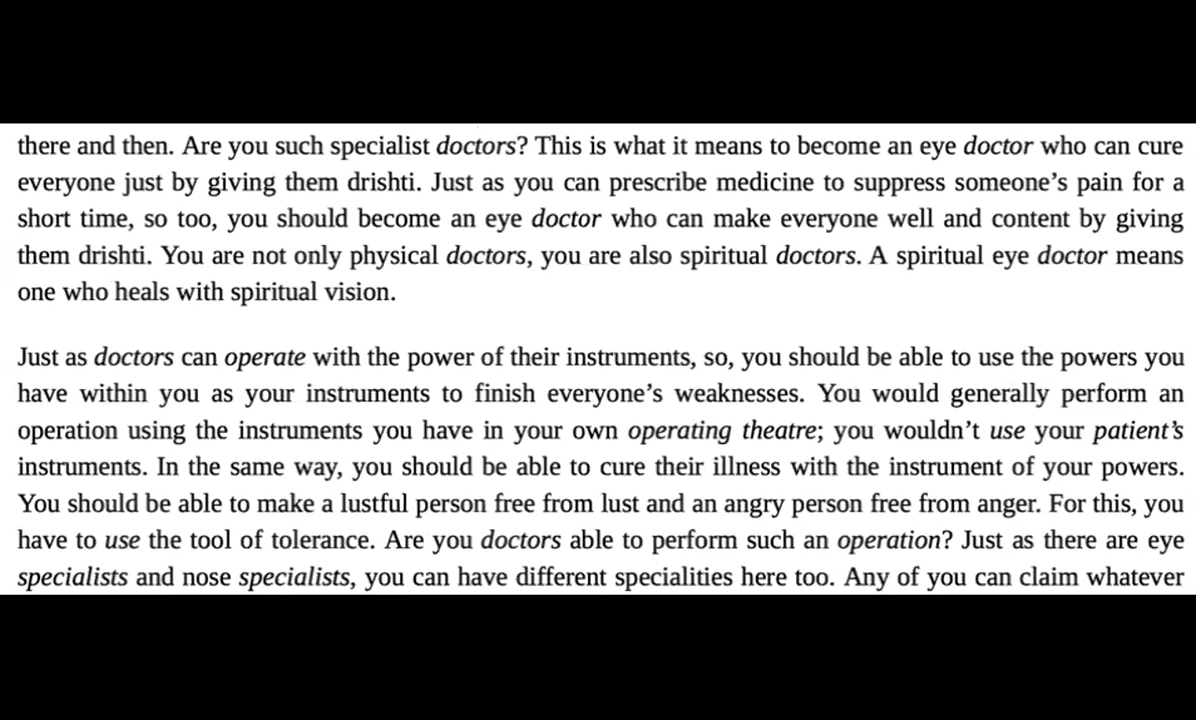 there and then. Are you such specialist doctors? This is what it means to become an eye doctor who can cure
everyone just by giving them drishti. Just as you can prescribe medicine to suppress someone’s pain for a
short time, so too, you should become an eye doctor who can make everyone well and content by giving
them drishti. You are not only physical doctors, you are also spiritual doctors. A spiritual eye doctor means
one who heals with spiritual vision.
Just as doctors can operate with the power of their instruments, so, you should be able to use the powers you
have within you as your instruments to finish everyone’s weaknesses. You would generally perform an
operation using the instruments you have in your own operating theatre; you wouldn’t use your patient’s
instruments. In the same way, you should be able to cure their illness with the instrument of your powers.
You should be able to make a lustful person free from lust and an angry person free from anger. For this, you
have to use the tool of tolerance. Are you doctors able to perform such an operation? Just as there are eye
specialists and nose specialists, you can have different specialities here too. Any of you can claim whatever